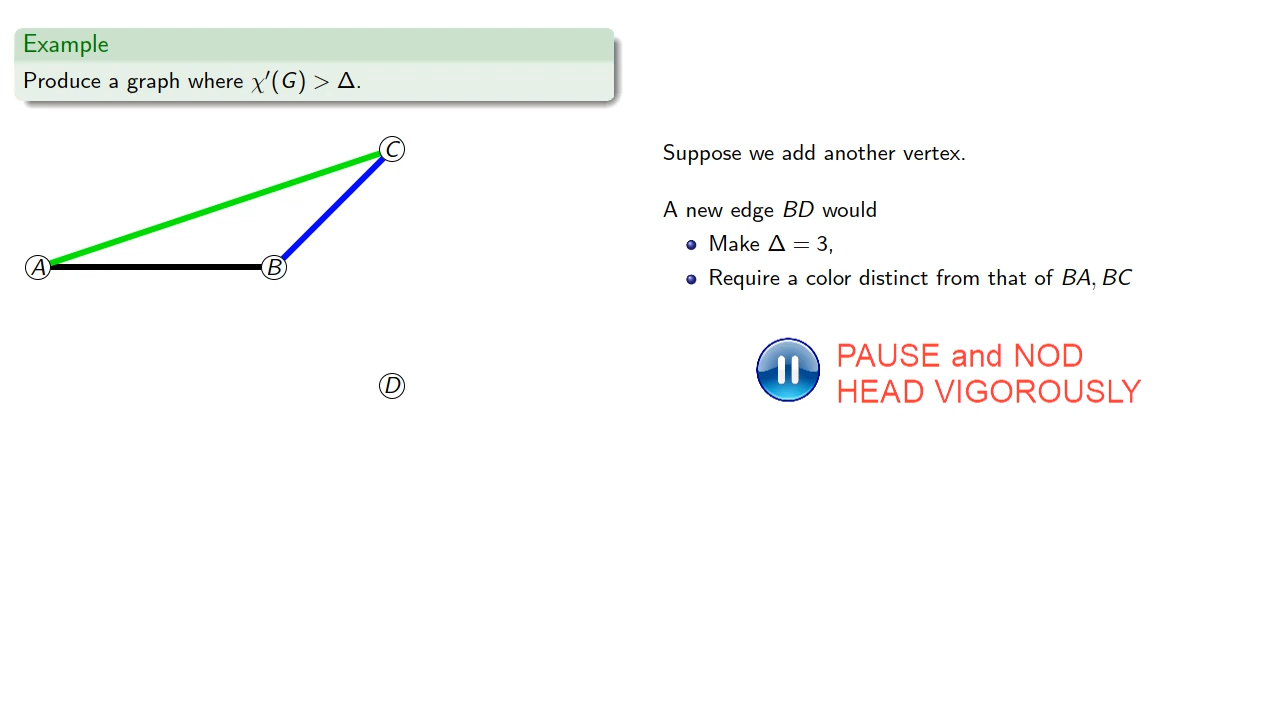 Example
Produce a graph where χ′(G) > Δ.
C
A
B
D
Suppose we add another vertex.
A new edge BD would
Make Δ = 3,
Require a color distinct from that of BA, BC
PAUSE and NOD
HEAD VIGOROUSLY